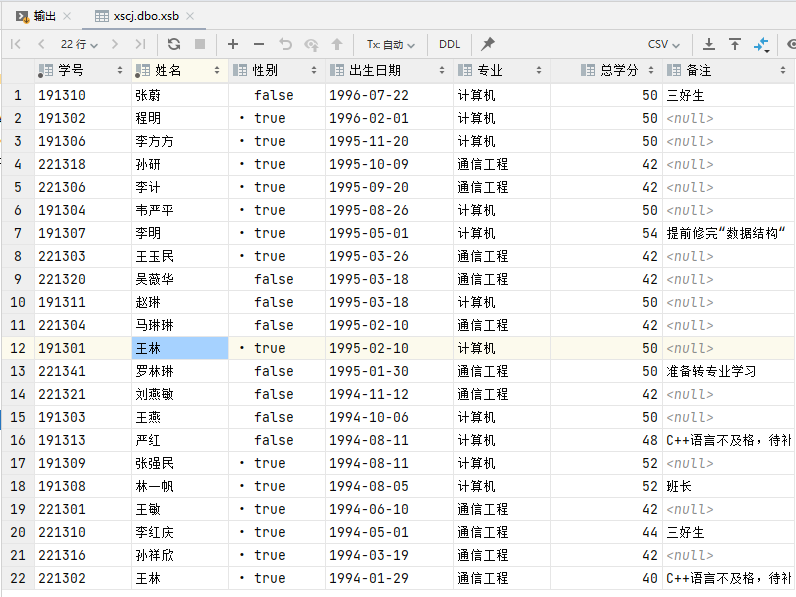 输出 xscj.dbo.xsb
22 行 Tx: 自动 DDL CSV
学号 姓名 性别 出生日期 专业 总学分 备注
1 191310 张蔚 false 1996-07-22 计算机 50 三好生
2 191302 程明 true 1996-02-01 计算机 50 <null>
3 191306 李方方 true 1995-11-20 计算机 50 <null>
4 221318 孙研 true 1995-10-09 通信工程 42 <null>
5 221306 李计 true 1995-09-20 通信工程 42 <null>
6 191304 韦严平 true 1995-08-26 计算机 50 <null>
7 191307 李明 true 1995-05-01 计算机 54 提前修完“数据结构“
8 221303 王玉民 true 1995-03-26 通信工程 42 <null>
9 221320 吴薇华 false 1995-03-18 通信工程 42 <null>
10 191311 赵琳 false 1995-03-18 计算机 50 <null>
11 221304 马琳琳 false 1995-02-10 通信工程 42 <null>
12 191301 王林 true 1995-02-10 计算机 50 <null>
13 221341 罗林琳 false 1995-01-30 通信工程 50 准备转专业学习
14 221321 刘燕敏 false 1994-11-12 通信工程 42 <null>
15 191303 王燕 false 1994-10-06 计算机 50 <null>
16 191313 严红 false 1994-08-11 计算机 48 C++语言不及格，待补
17 191309 张强民 true 1994-08-11 计算机 52 <null>
18 191308 林一帆 true 1994-08-05 计算机 52 班长
19 221301 王敏 true 1994-06-10 通信工程 42 <null>
20 221310 李红庆 true 1994-05-01 通信工程 44 三好生
21 221316 孙祥欣 true 1994-03-19 通信工程 42 <null>
22 221302 王林 true 1994-01-29 通信工程 40 C++语言不及格，待补